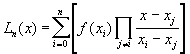 L_n(x) = \sum_{i=0}^{n} \left[ f(x_i) \prod_{j \neq i} \frac{x - x_j}{x_i - x_j} \right]